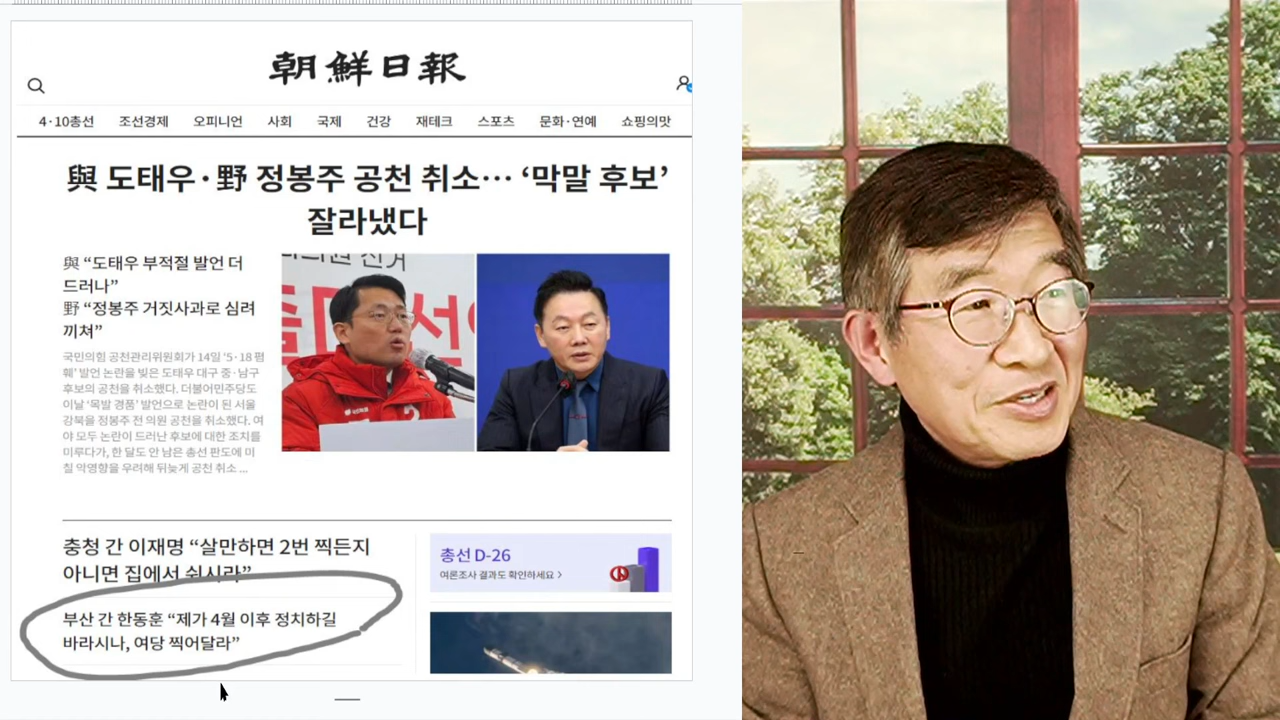 朝鮮日報
4·10총선 조선경제 오피니언 사회 국제 건강 재테크 스포츠 문화·연예 쇼핑의맛
與 도태우·野 정봉주 공천 취소… ‘막말 후보’
잘라냈다
與 “도태우 부적절 발언 더
드러나”
野 “정봉주 거짓사과로 심려
끼쳐”
국민의힘 공천관리위원회가 14일 ‘5·18 폄
훼’ 발언 논란을 빚은 도태우 대구 중·남구
후보의 공천을 취소했다. 더불어민주당도
이날 ‘목발 경품’ 발언으로 논란이 된 서울
강북을 정봉주 전 의원 공천을 취소했다. 여
야 모두 논란이 드러난 후보에 대한 조치를
미루다가, 한 달도 안 남은 총선 판도에 미
칠 악영향을 우려해 뒤늦게 공천 취소 ...
충청 간 이재명 “살만하면 2번 찍든지
아니면 집에서 쉬시라”
부산 간 한동훈 “제가 4월 이후 정치하길
바라시나, 여당 찍어달라”
총선 D-26
여론조사 결과도 확인하세요 >